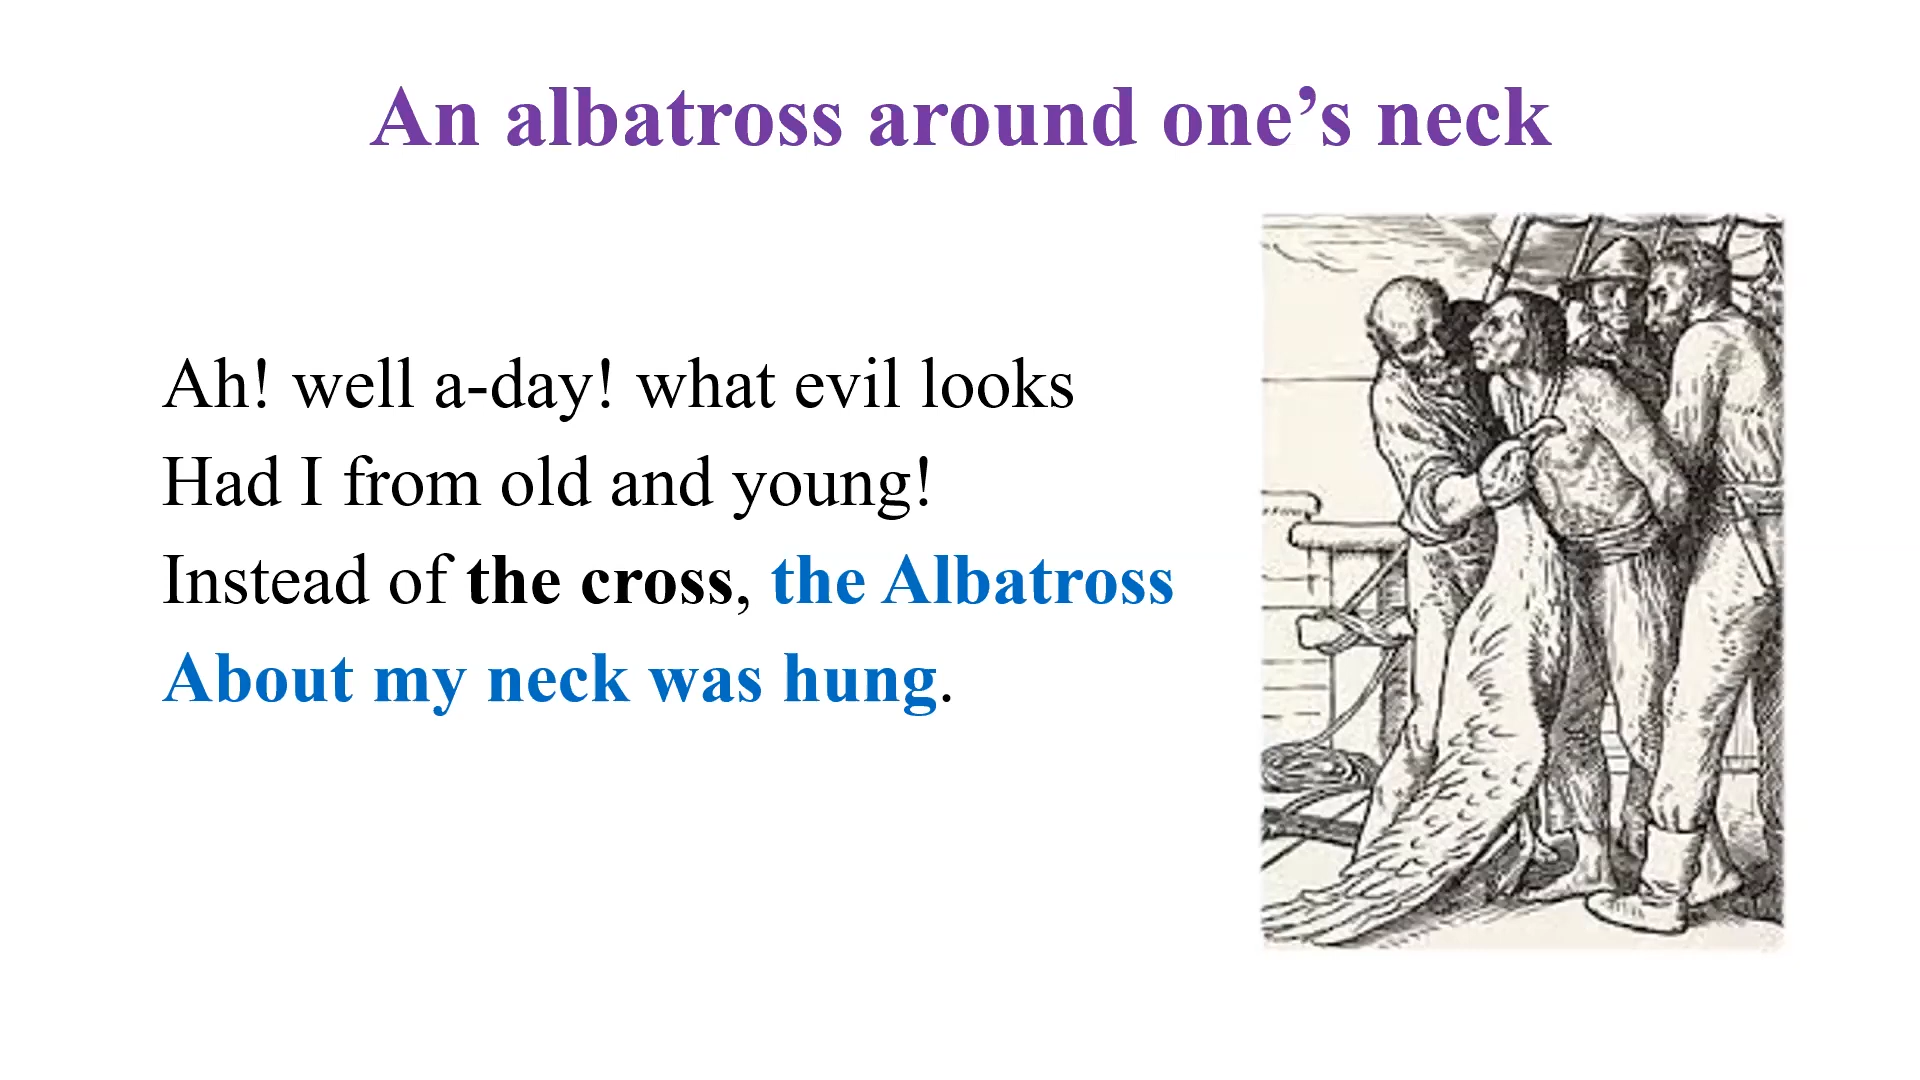 An albatross around one’s neck
Ah! well a-day! what evil looks
Had I from old and young!
Instead of the cross, the Albatross
About my neck was hung.